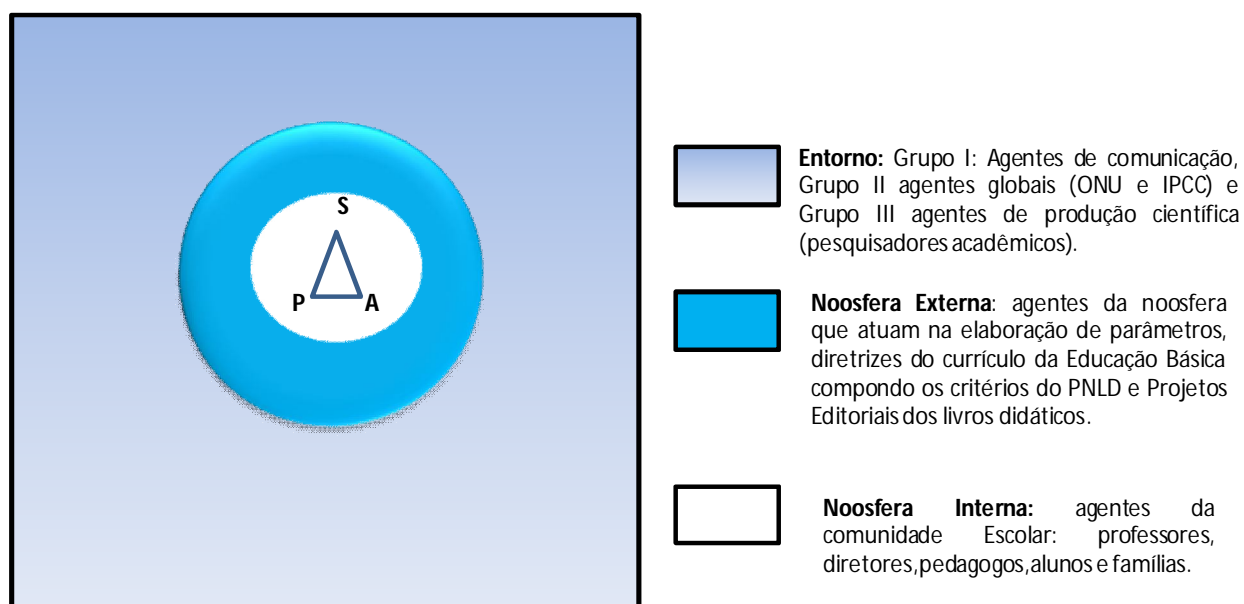 S
P A
Entorno: Grupo I: Agentes de comunicação,
Grupo II agentes globais (ONU e IPCC) e
Grupo III agentes de produção científica
(pesquisadores acadêmicos).
Noosfera Externa: agentes da noosfera
que atuam na elaboração de parâmetros,
diretrizes do currículo da Educação Básica
compondo os critérios do PNLD e Projetos
Editoriais dos livros didáticos.
Noosfera Interna: agentes da
comunidade Escolar: professores,
diretores,pedagogos,alunos e famílias.